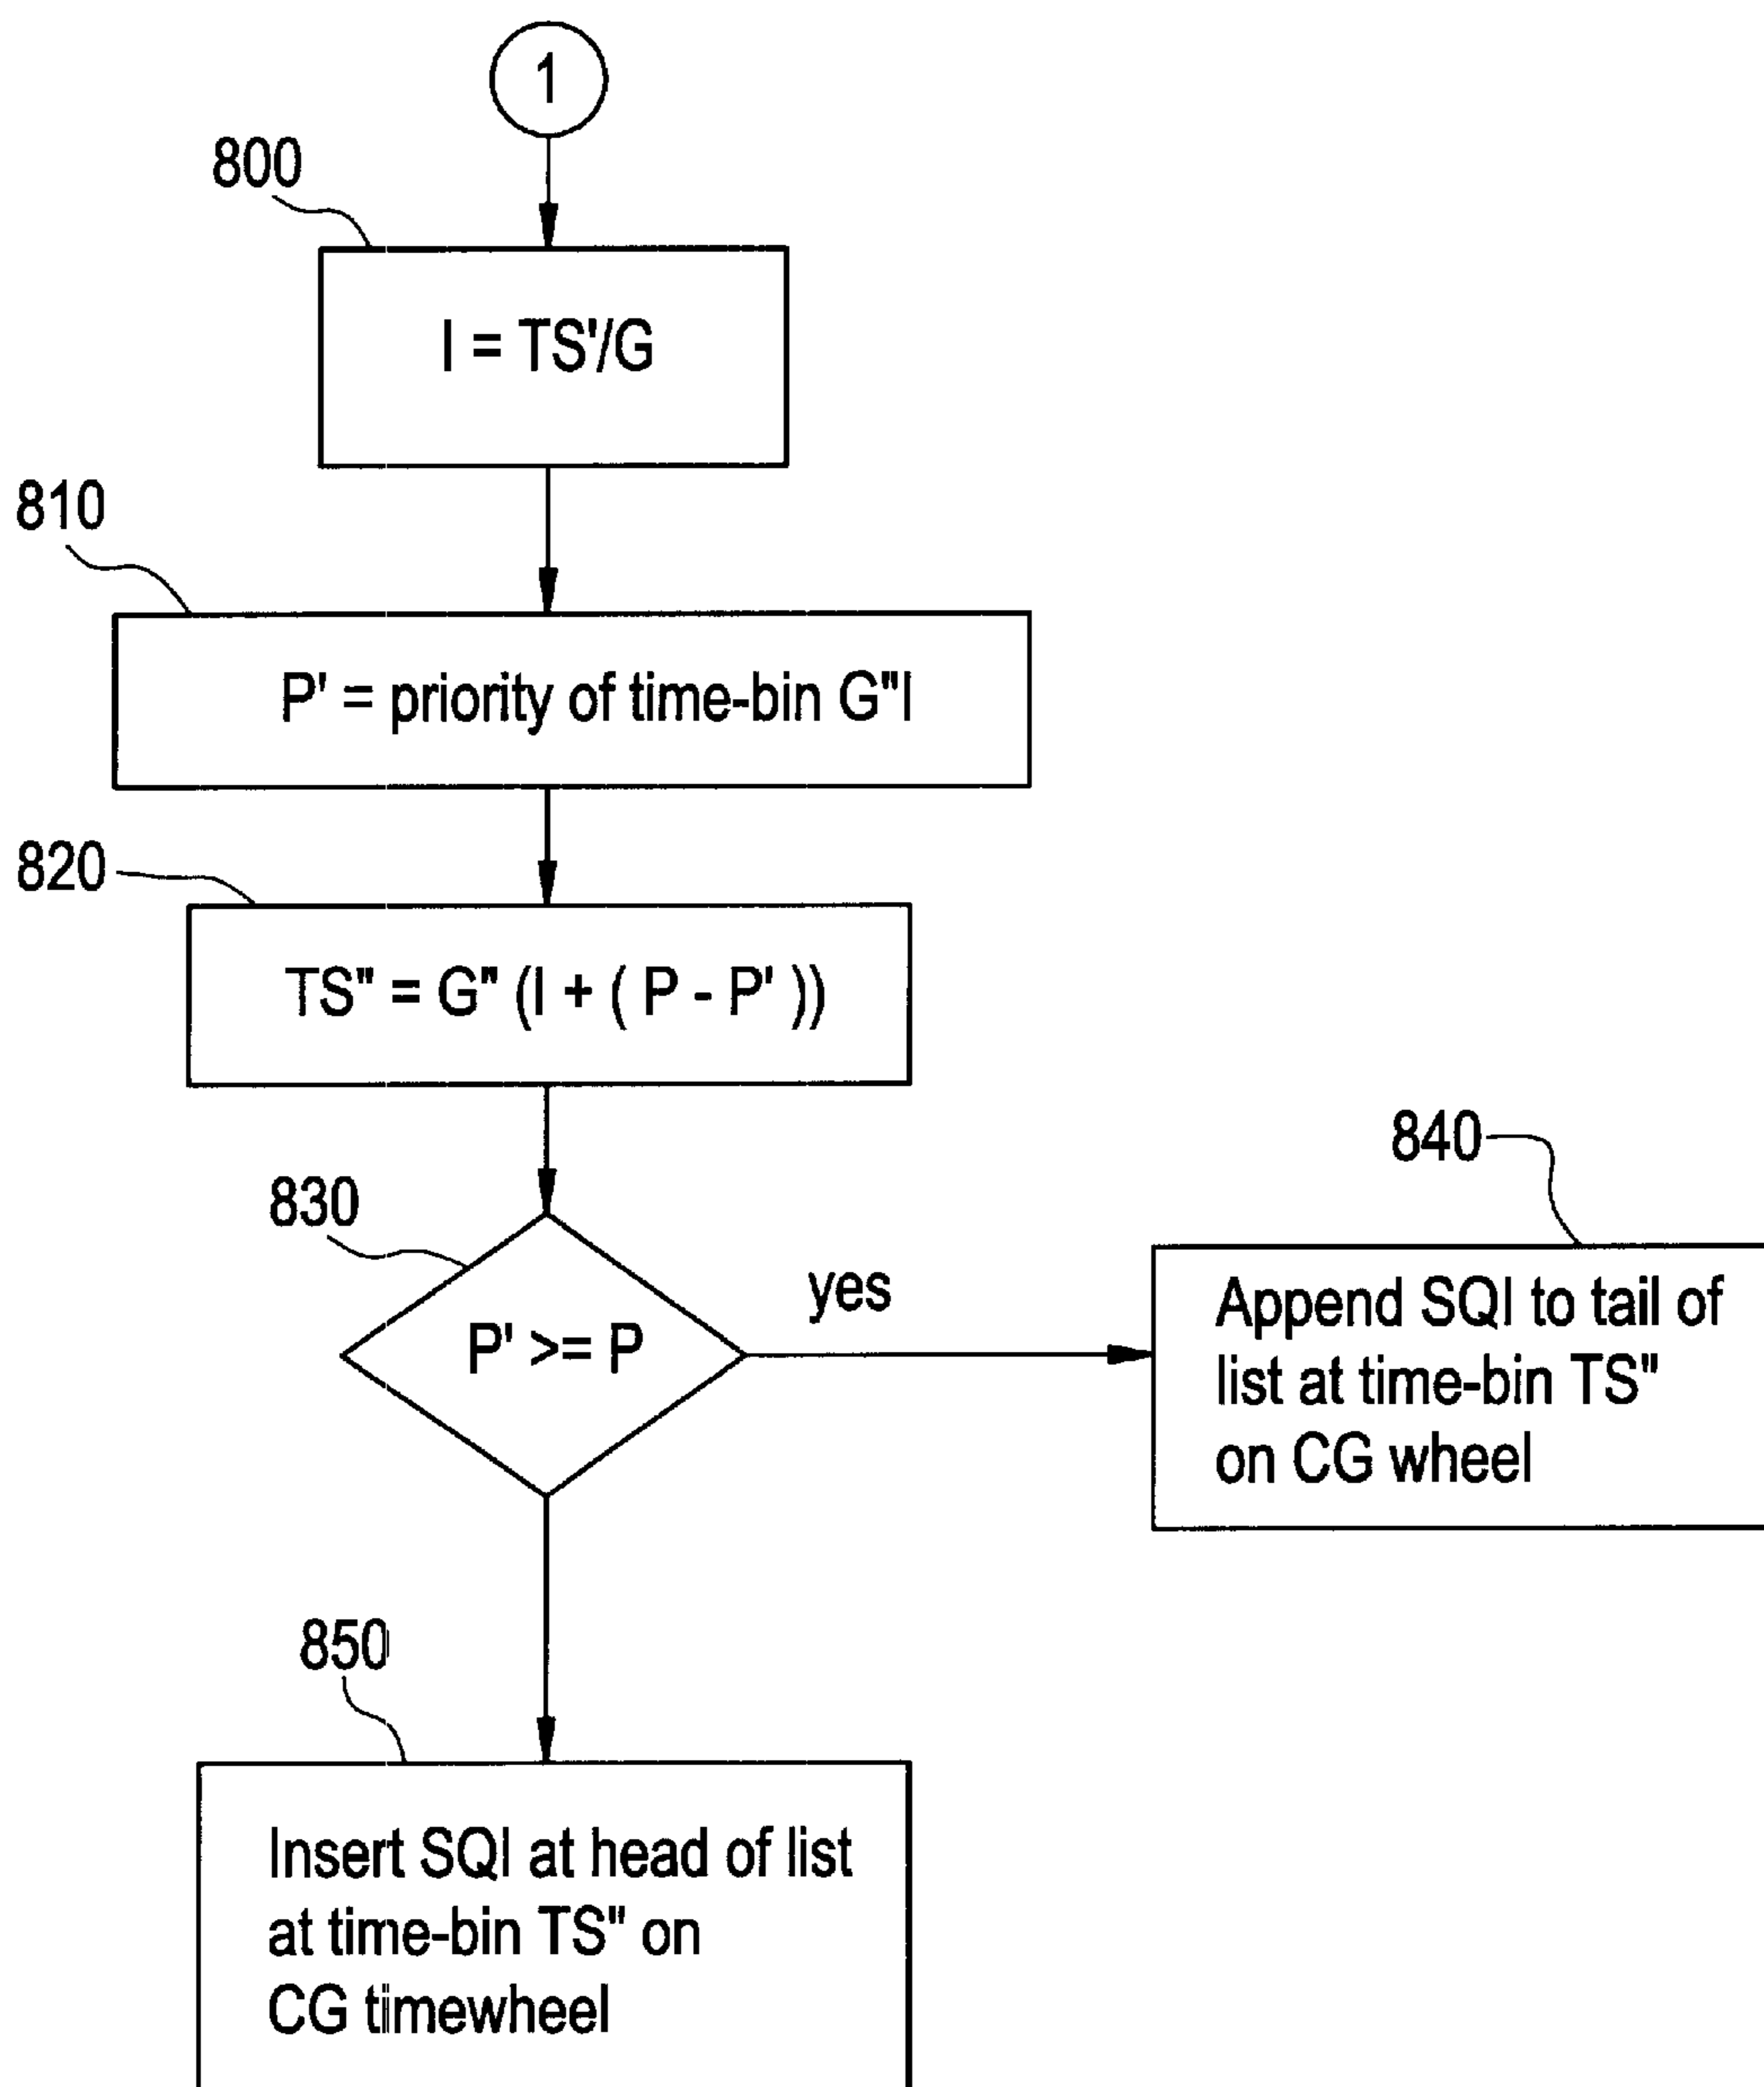 1
800
I = TS'/G
810
P' = priority of time-bin G"I
820
TS" = G" (I + ( P - P' ))
830
P' >= P
yes
840
Append SQI to tail of
list at time-bin TS"
on CG wheel
850
Insert SQI at head of list
at time-bin TS" on
CG timewheel